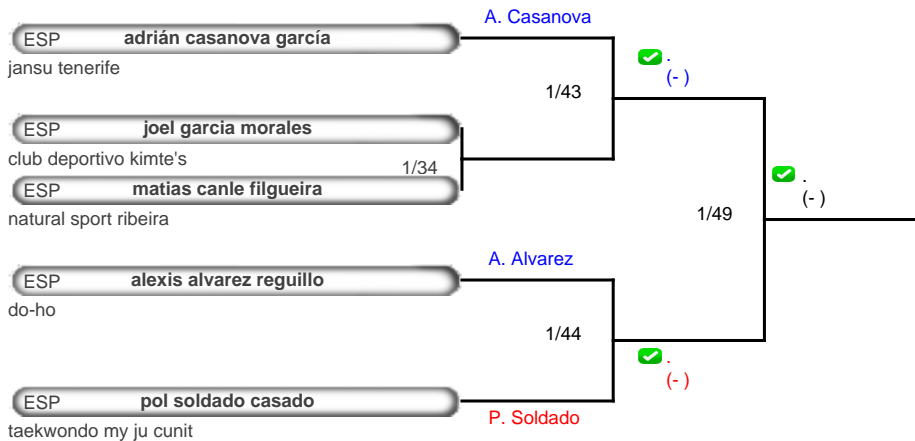 A. Casanova
ESP adrián casanova garcía
jansu tenerife
.
(- )
1/43
ESP joel garcia morales
club deportivo kimte's
1/34
ESP matias canle filgueira
natural sport ribeira
.
(- )
1/49
A. Alvarez
ESP alexis alvarez reguillo
do-ho
1/44
.
(- )
ESP pol soldado casado
P. Soldado
taekwondo my ju cunit